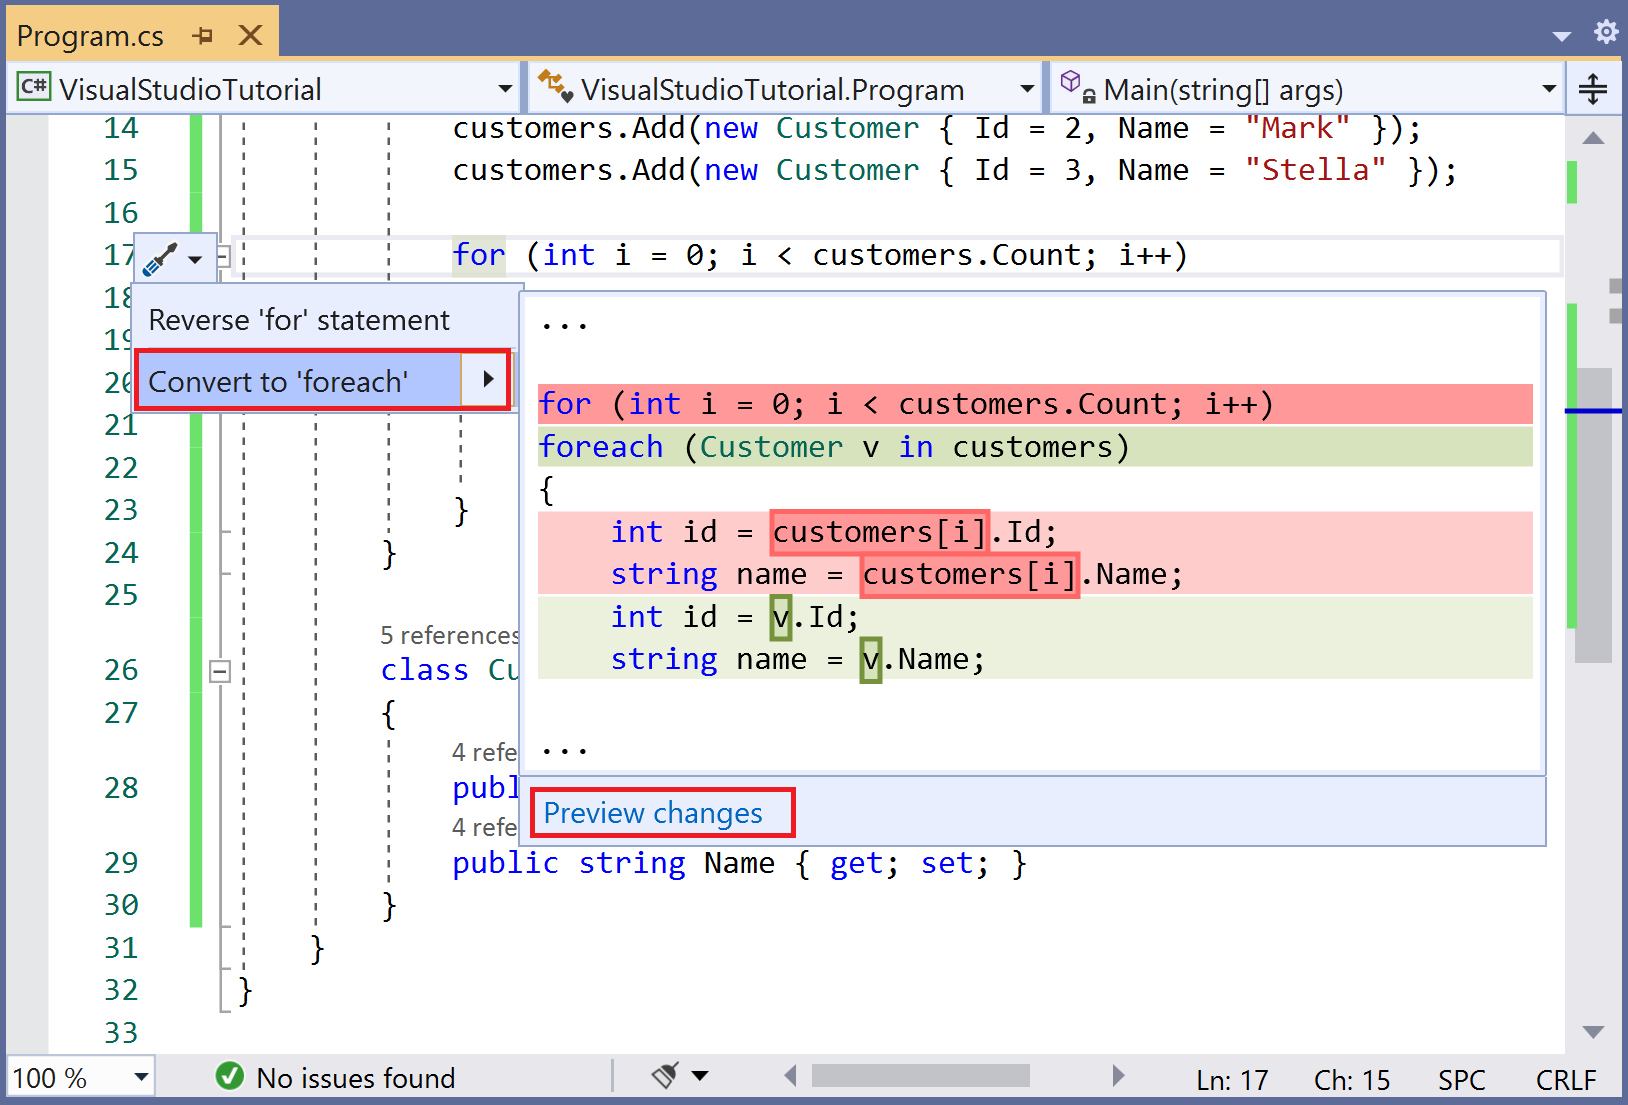 Program.cs
C# VisualStudioTutorial
VisualStudioTutorial.Program
Main(string[] args)
14 customers.Add(new Customer { Id = 2, Name = "Mark" });
15 customers.Add(new Customer { Id = 3, Name = "Stella" });
16
17 for (int i = 0; i < customers.Count; i++)
18
Reverse 'for' statement
19
Convert to 'foreach'
20
21
22
23 }
24 }
25
...
for (int i = 0; i < customers.Count; i++)
foreach (Customer v in customers)
{
int id = customers[i].Id;
string name = customers[i].Name;
int id = v.Id;
string name = v.Name;
...
Preview changes
5 references
26 class Cu
27 {
4 refe
28 publ
4 refe
29 public string Name { get; set; }
30 }
31 }
32 }
33
100 %
No issues found
Ln: 17 Ch: 15 SPC CRLF